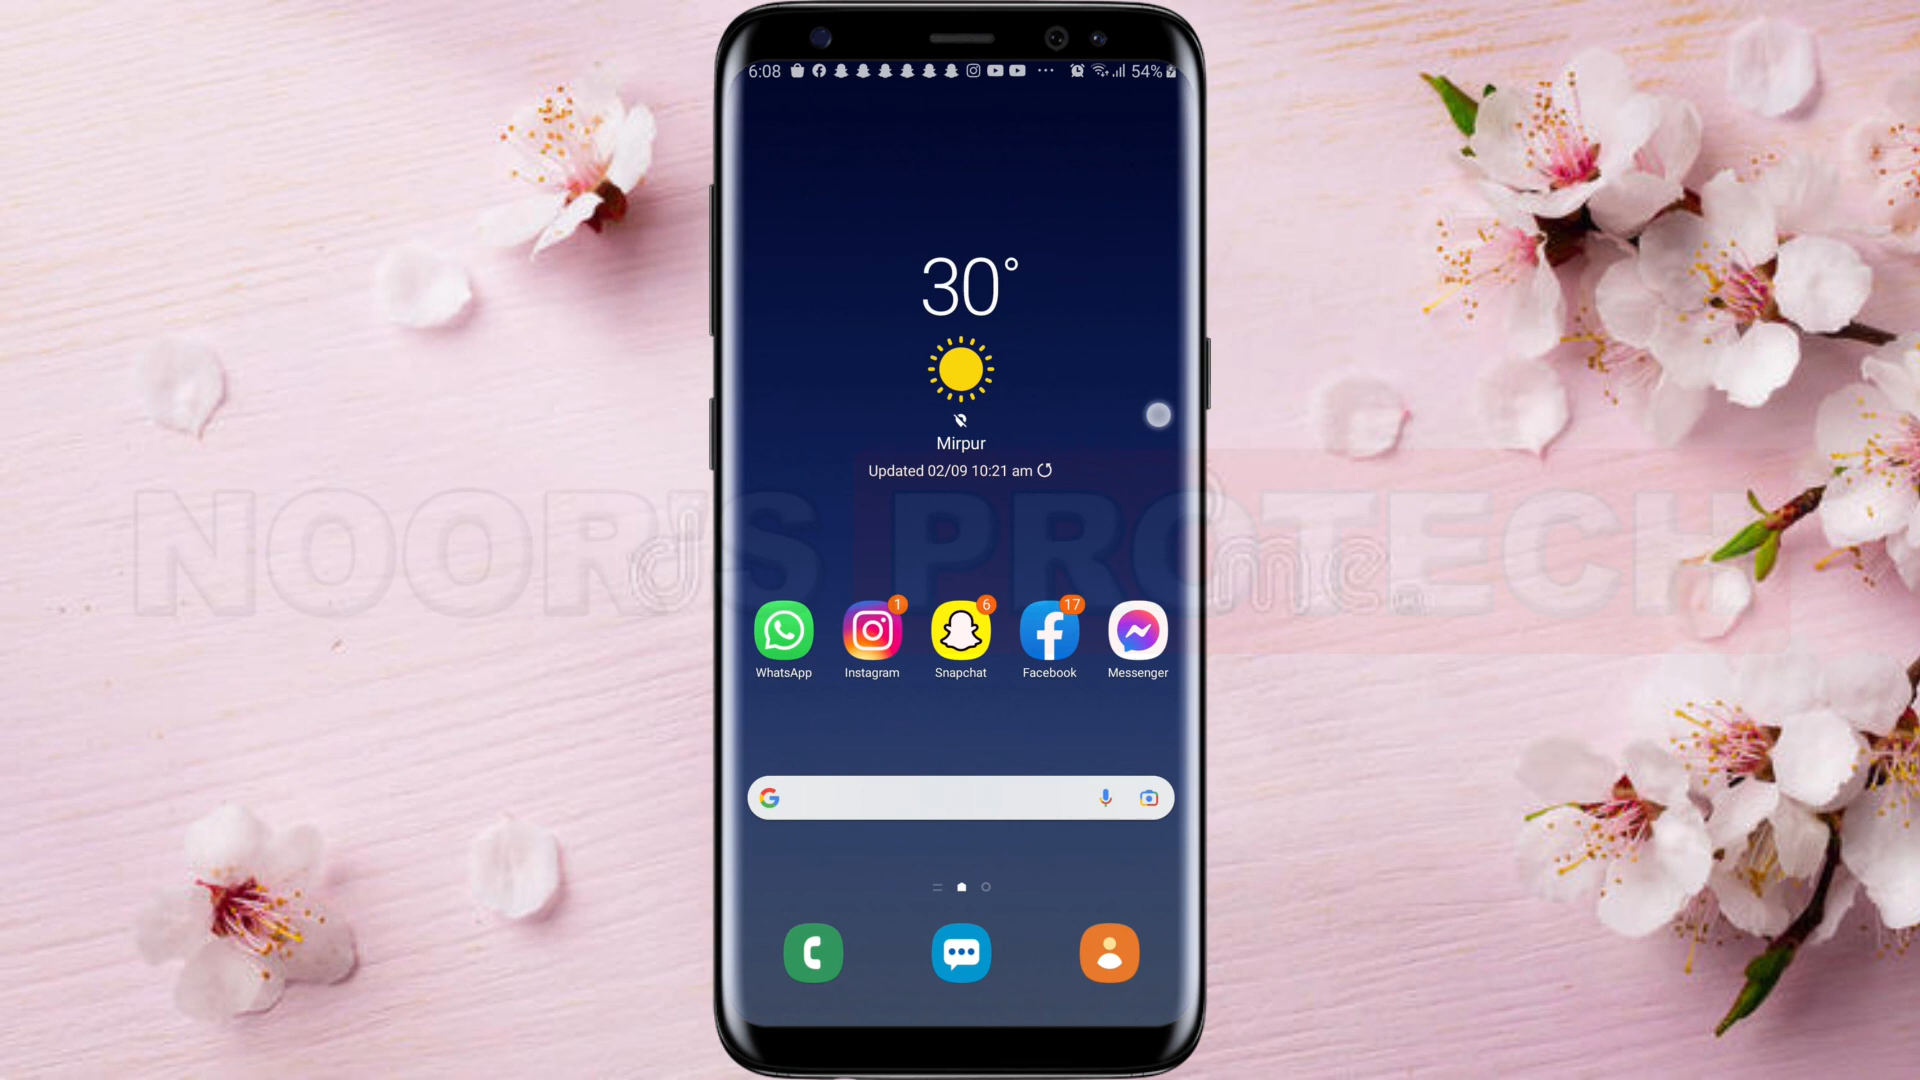 6:08 54%
30°
Mirpur
Updated 02/09 10:21 am
NOOR'S PROTECH
1 6 17
WhatsApp Instagram Snapchat Facebook Messenger